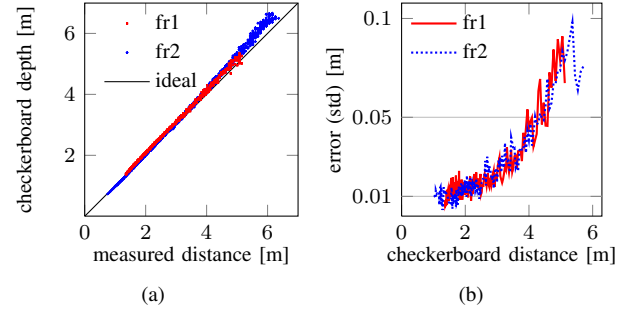 checkerboard depth [m]
6
4
2
fr1
fr2
ideal
0 2 4 6
measured distance [m]
(a)
error (std) [m]
0.1
0.05
0.01
fr1
fr2
0 2 4 6
checkerboard distance [m]
(b)